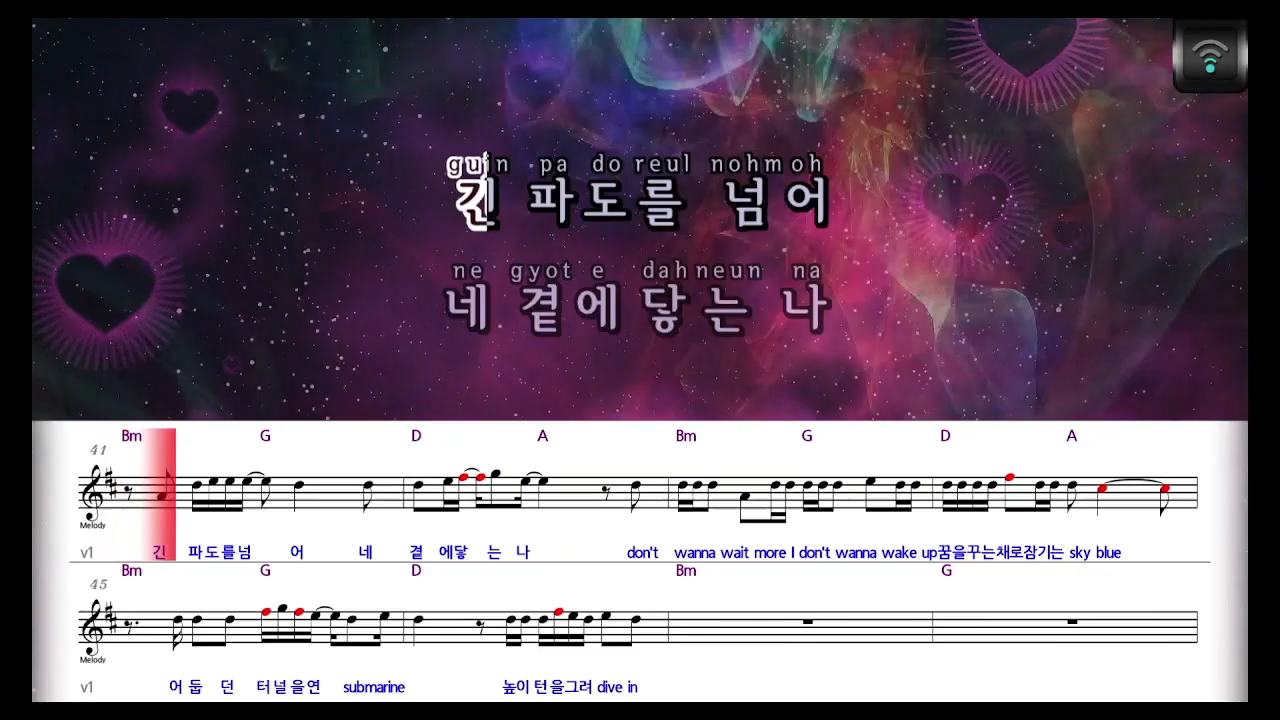 guin pa do reul nohm oh
긴 파도를 넘어
ne gyot e dah neun na
네 곁에 닿는 나
Bm G D A Bm G D A
41
Melody
v1 긴 파도를넘 어 네 곁 에닿 는 나 don't wanna wait more I don't wanna wake up꿈을꾸는채로잠기는 sky blue
Bm G D Bm G
45
Melody
v1 어 둡 던 터널을연 submarine 높이 턴을그려 dive in